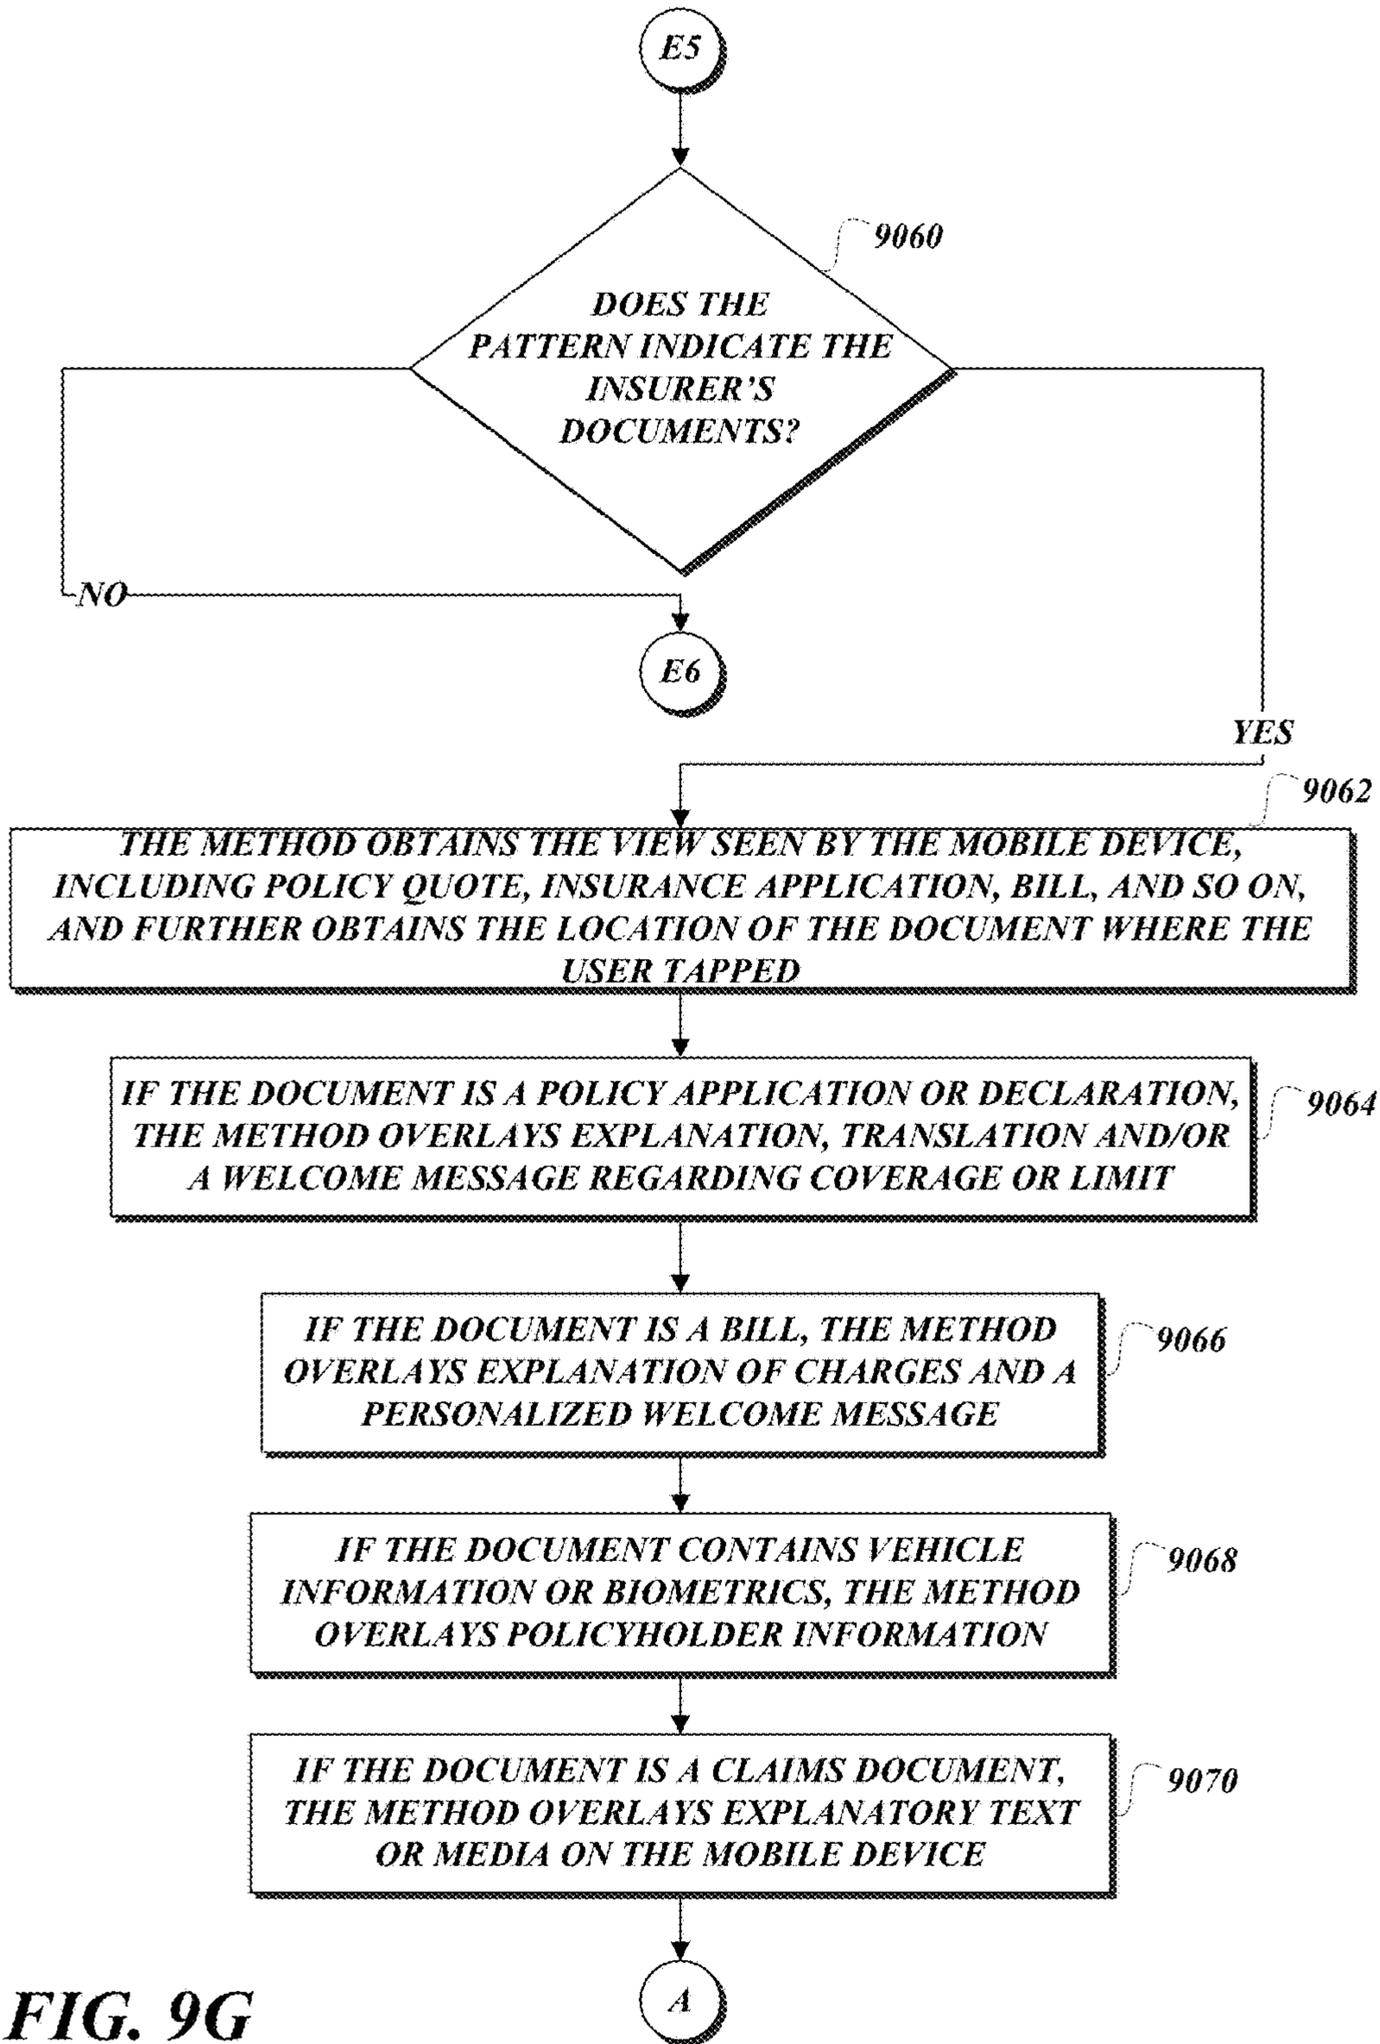 E5
9060
DOES THE
PATTERN INDICATE THE
INSURER'S
DOCUMENTS?
NO
E6
YES
9062
THE METHOD OBTAINS THE VIEW SEEN BY THE MOBILE DEVICE,
INCLUDING POLICY QUOTE, INSURANCE APPLICATION, BILL, AND SO ON,
AND FURTHER OBTAINS THE LOCATION OF THE DOCUMENT WHERE THE
USER TAPPED
9064
IF THE DOCUMENT IS A POLICY APPLICATION OR DECLARATION,
THE METHOD OVERLAYS EXPLANATION, TRANSLATION AND/OR
A WELCOME MESSAGE REGARDING COVERAGE OR LIMIT
9066
IF THE DOCUMENT IS A BILL, THE METHOD
OVERLAYS EXPLANATION OF CHARGES AND A
PERSONALIZED WELCOME MESSAGE
9068
IF THE DOCUMENT CONTAINS VEHICLE
INFORMATION OR BIOMETRICS, THE METHOD
OVERLAYS POLICYHOLDER INFORMATION
9070
IF THE DOCUMENT IS A CLAIMS DOCUMENT,
THE METHOD OVERLAYS EXPLANATORY TEXT
OR MEDIA ON THE MOBILE DEVICE
A
FIG. 9G